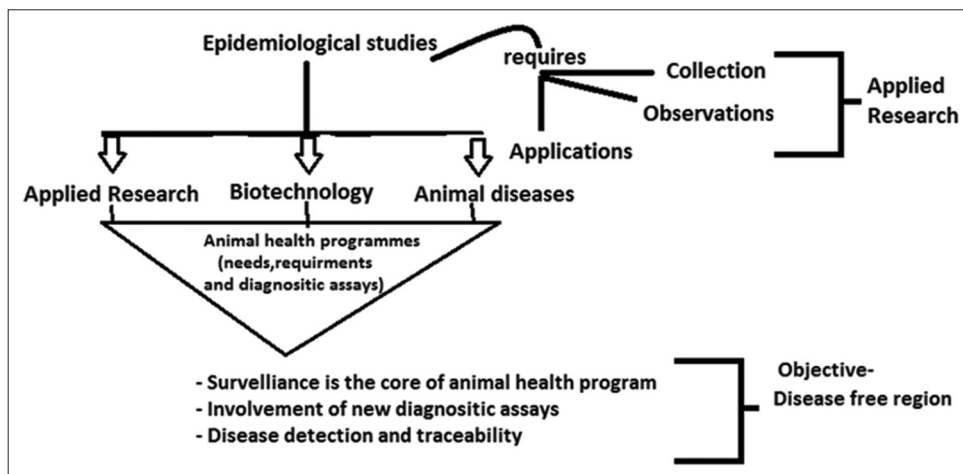 Epidemiological studies
requires
Collection
Observations
Applications
Applied
Research
Applied Research
Biotechnology
Animal diseases
Animal health programmes
(needs,requirments
and diagnositic assays)
- Survelliance is the core of animal health program
- Involvement of new diagnositic assays
- Disease detection and traceability
Objective-
Disease free region